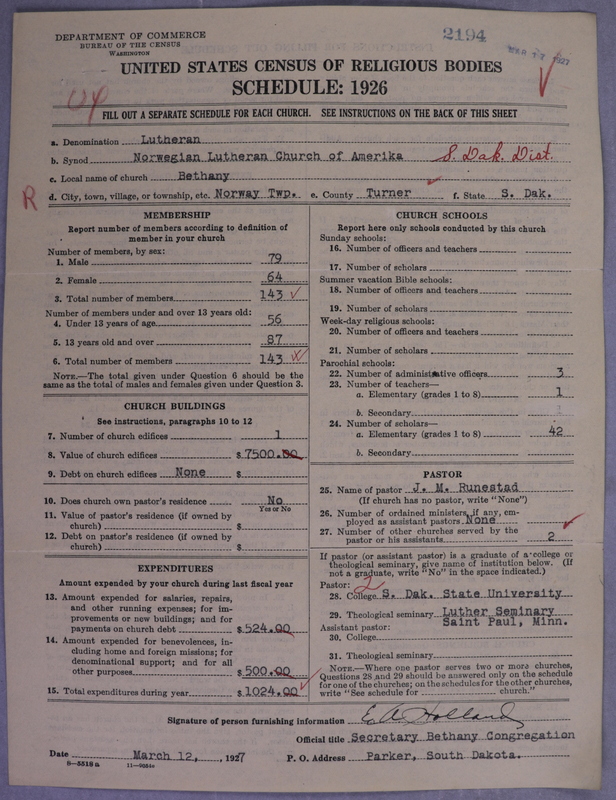 DEPARTMENT OF COMMERCE
BUREAU OF THE CENSUS
WASHINGTON
2194
MAR 17 1927
UNITED STATES CENSUS OF RELIGIOUS BODIES
SCHEDULE: 1926
FILL OUT A SEPARATE SCHEDULE FOR EACH CHURCH. SEE INSTRUCTIONS ON THE BACK OF THIS SHEET
a. Denomination Lutheran
b. Synod Norwegian Lutheran Church of Amerika S. Dak. Dist.
c. Local name of church Bethany
R d. City, town, village, or township, etc. Norway Twp. e. County Turner f. State S. Dak.
MEMBERSHIP
Report number of members according to definition of
member in your church
Number of members, by sex:
1. Male 79
2. Female 64
3. Total number of members 143
Number of members under and over 13 years old:
4. Under 13 years of age 56
5. 13 years old and over 87
6. Total number of members 143
NOTE.—The total given under Question 6 should be the
same as the total of males and females given under Question 3.
CHURCH BUILDINGS
See instructions, paragraphs 10 to 12
7. Number of church edifices 1
8. Value of church edifices $ 7500.00
9. Debt on church edifices None $
10. Does church own pastor's residence No
Yes or No
11. Value of pastor's residence (if owned by
church) $
12. Debt on pastor's residence (if owned by
church) $
EXPENDITURES
Amount expended by your church during last fiscal year
13. Amount expended for salaries, repairs,
and other running expenses; for im-
provements or new buildings; and for
payments on church debt $ 524.00
14. Amount expended for benevolences, in-
cluding home and foreign missions; for
denominational support; and for all
other purposes $ 500.00
15. Total expenditures during year $ 1024.00
CHURCH SCHOOLS
Report here only schools conducted by this church
Sunday schools:
16. Number of officers and teachers
17. Number of scholars
Summer vacation Bible schools:
18. Number of officers and teachers
19. Number of scholars
Week-day religious schools:
20. Number of officers and teachers
21. Number of scholars
Parochial schools:
22. Number of administrative officers 3
23. Number of teachers—
a. Elementary (grades 1 to 8) 1
b. Secondary
24. Number of scholars—
a. Elementary (grades 1 to 8) 42
b. Secondary
PASTOR
25. Name of pastor J. M. Runestad
(If church has no pastor, write "None")
26. Number of ordained ministers, if any, em-
ployed as assistant pastors None
27. Number of other churches served by the
pastor or his assistants 2
If pastor (or assistant pastor) is a graduate of a college or
theological seminary, give name of institution below. (If
not a graduate, write "No" in the space indicated.)
Pastor:
28. College S. Dak. State University
29. Theological seminary Luther Seminary
Saint Paul, Minn.
Assistant pastor:
30. College
31. Theological seminary
NOTE.—Where one pastor serves two or more churches,
Questions 28 and 29 should be answered only on the schedule
for one of the churches; on the schedules for the other churches,
write "See schedule for church."
Signature of person furnishing information E A Holland
Official title Secretary Bethany Congregation
Date March 12, , 1927 P. O. Address Parker, South Dakota.